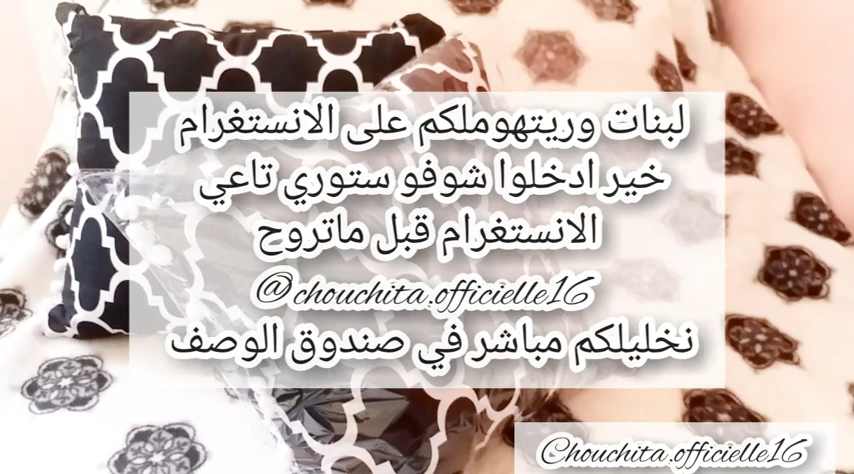 لبنات وريتهوملكم على الانستغرام
خير ادخلوا شوفو ستوري تاعي
الانستغرام قبل ماتروح
@chouchita.officielle16
نخليلكم مباشر في صندوق الوصف
Chouchita.officielle16